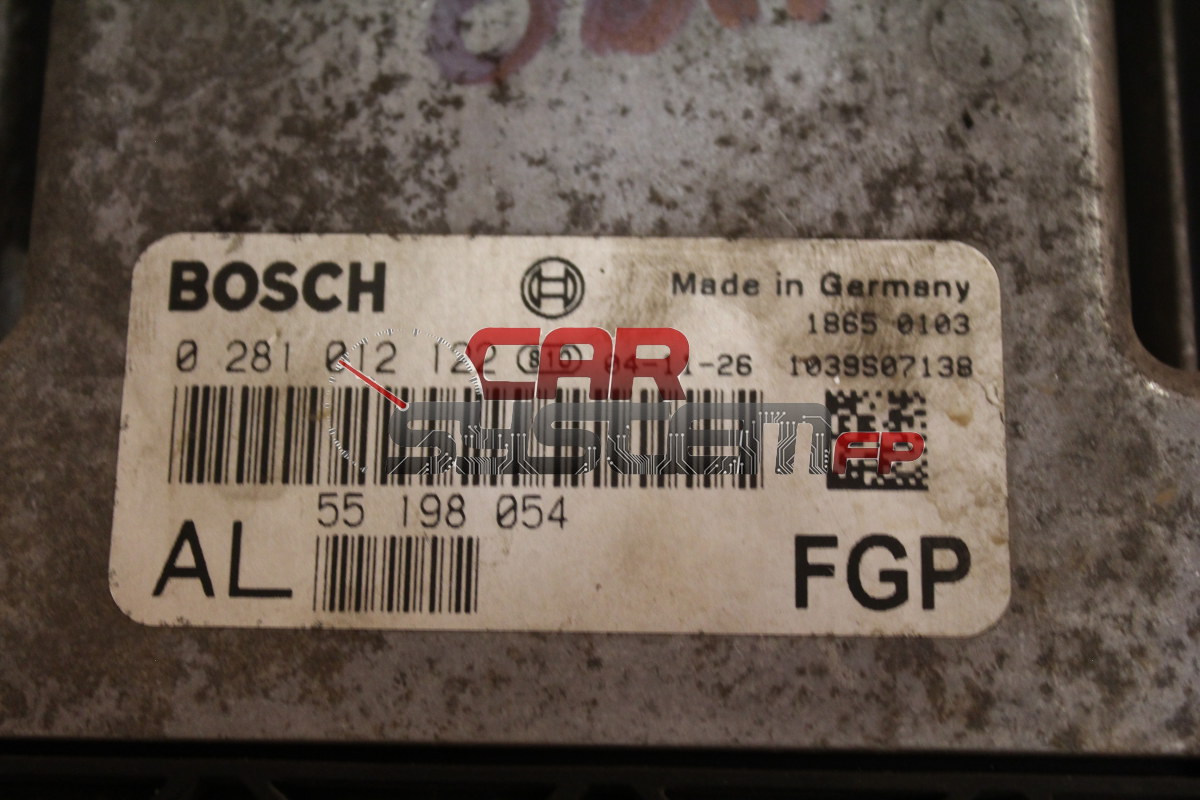 BOSCH
Made in Germany
1865 0103
0 281 012 122 810 04-11-26 1039S07138
CAR
SYSTEM FP
55 198 054
AL
FGP